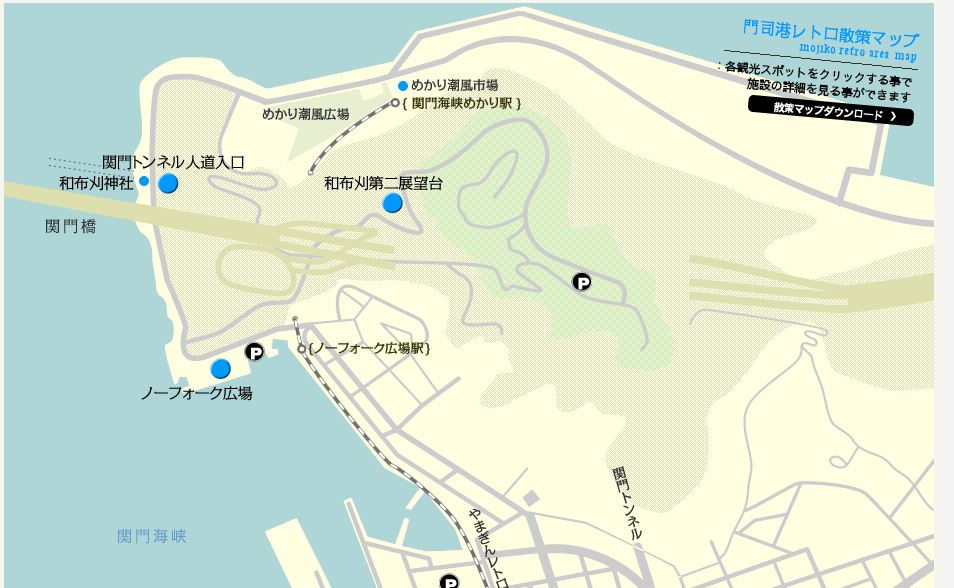 門司港レトロ散策マップ
mojiko retro area map
：各観光スポットをクリックする事で
施設の詳細を見る事ができます
散策マップダウンロード 》
めかり潮風市場
{ 関門海峡めかり駅 }
めかり潮風広場
関門トンネル人道入口
和布刈神社
和布刈第二展望台
関門橋
P
P
{ノーフォーク広場駅}
ノーフォーク広場
関門トンネル
やまぎんレトロ
関門海峡
P